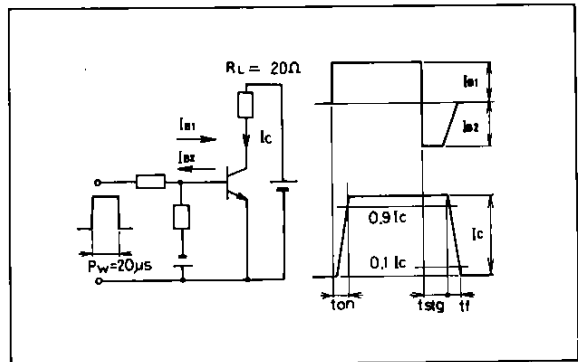 RL = 20Ω
IB1
IB2
Ic
Pw=20µs
IB1
IB2
0,9 Ic
Ic
0,1 Ic
ton
tstg
tf